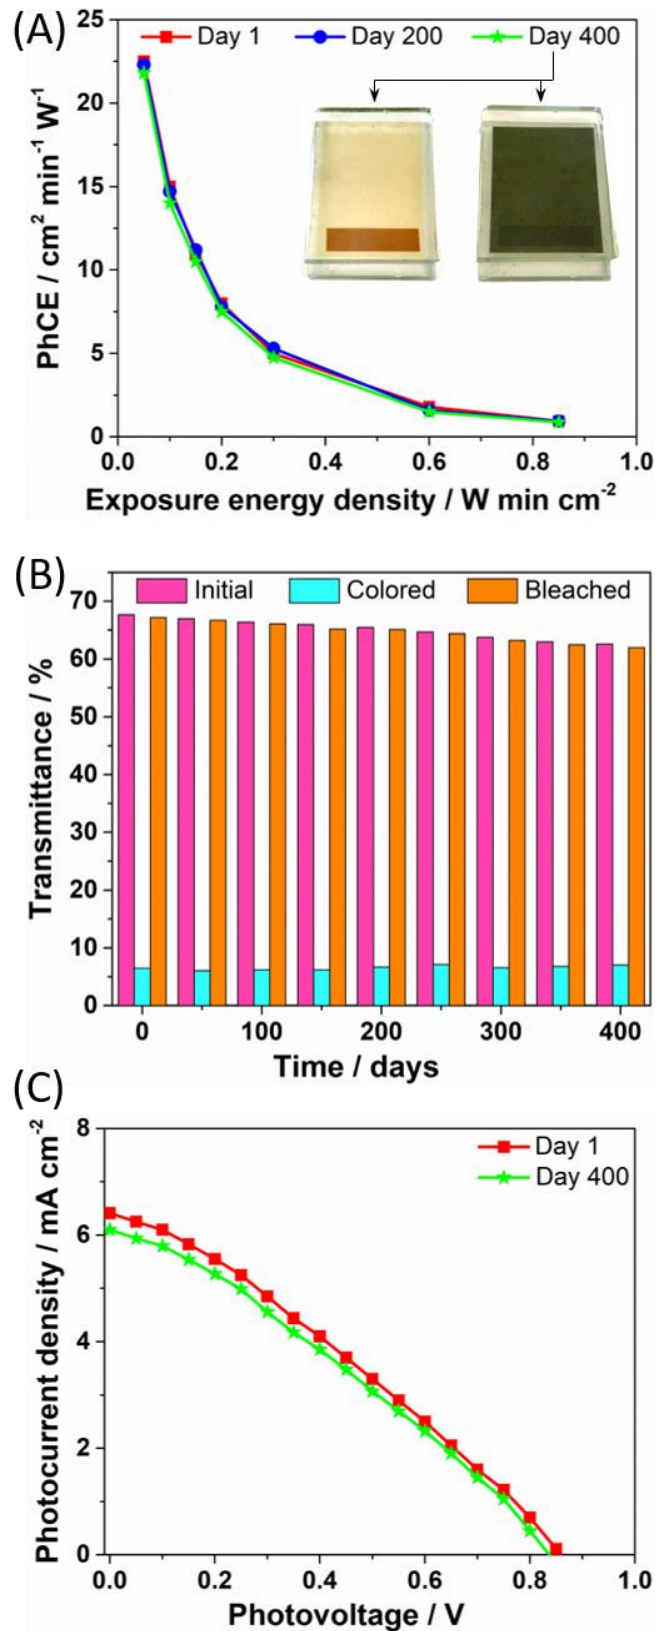 (A)
Day 1 Day 200 Day 400
25
20
15
10
5
0
PhCE / cm² min⁻¹ W⁻¹
0.0 0.2 0.4 0.6 0.8 1.0
Exposure energy density / W min cm⁻²
(B)
Initial Colored Bleached
70
60
50
40
30
20
10
0
Transmittance / %
0 100 200 300 400
Time / days
(C)
Day 1
Day 400
8
6
4
2
0
Photocurrent density / mA cm⁻²
0.0 0.2 0.4 0.6 0.8 1.0
Photovoltage / V